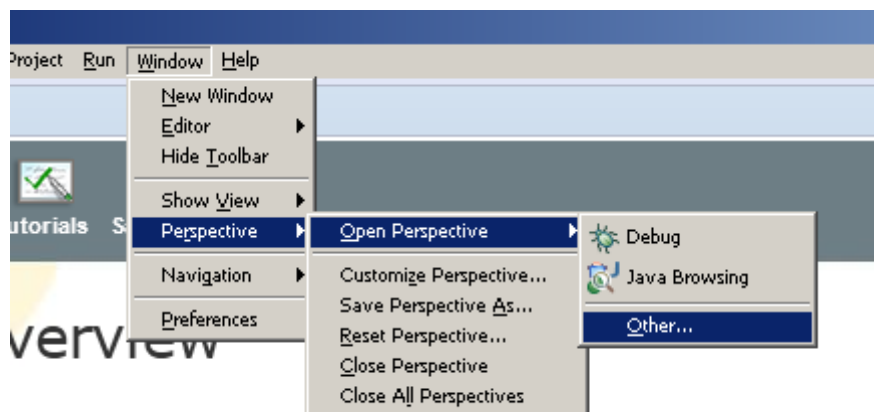 Project Run Window Help
New Window
Editor
Hide Toolbar
Show View
Perspective
Navigation
Preferences
Open Perspective
Customize Perspective...
Save Perspective As...
Reset Perspective...
Close Perspective
Close All Perspectives
Debug
Java Browsing
Other...
utorials S
verview